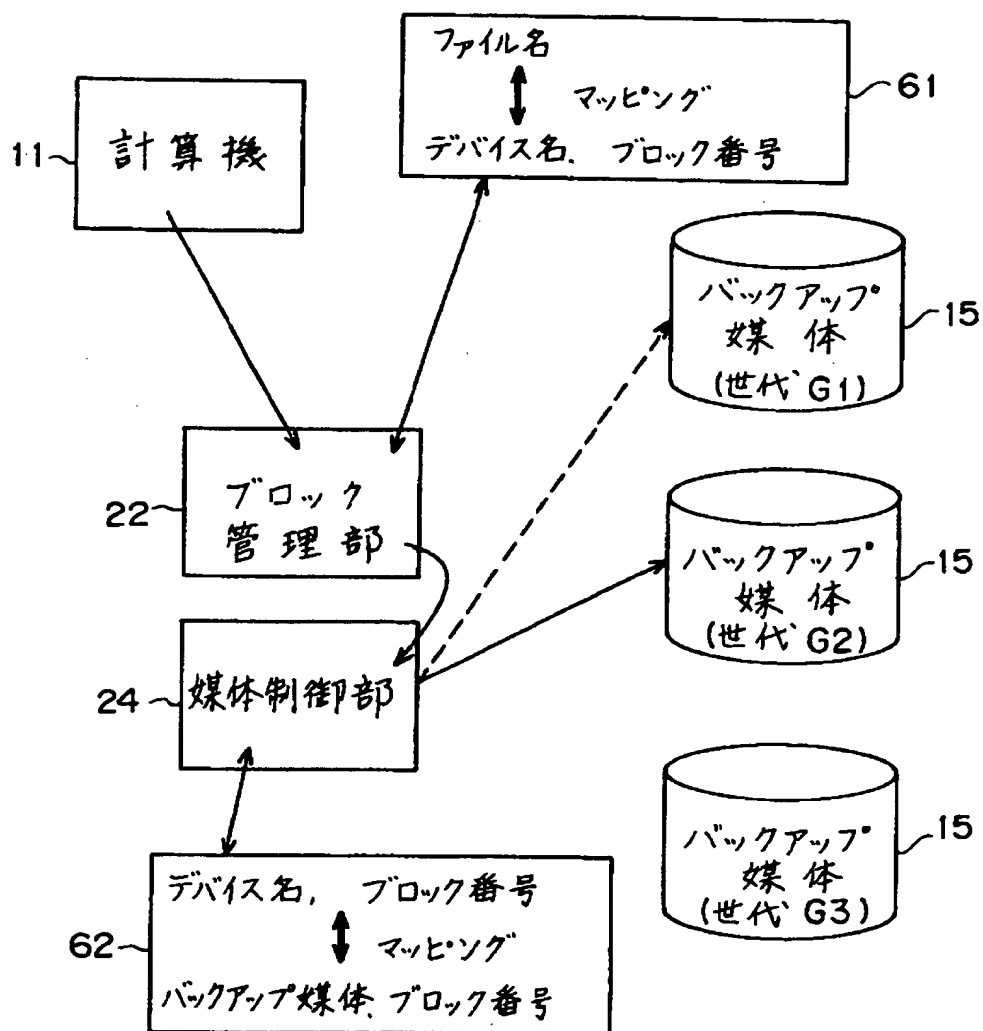 ファイル名
マッピング
デバイス名、ブロック番号
61
11
計算機
バックアップ
媒体
(世代G1)
15
22
ブロック
管理部
バックアップ
媒体
(世代G2)
15
24
媒体制御部
バックアップ
媒体
(世代G3)
15
62
デバイス名、ブロック番号
マッピング
バックアップ媒体、ブロック番号